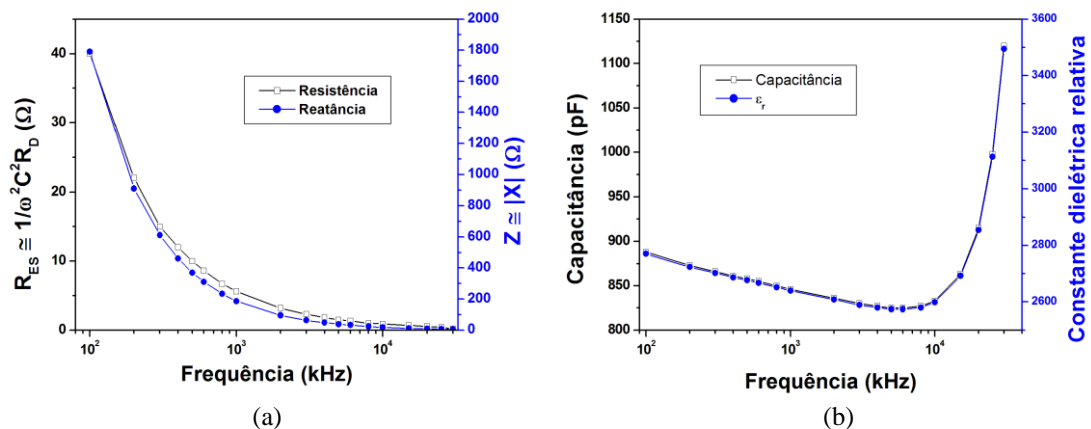 R_ES ≅ 1/ω²C²R_D (Ω)
40
30
20
10
0
Resistência
Reatância
2000
1800
1600
1400
1200
1000
800
600
400
200
0
Z ≅ |X| (Ω)
10² 10³ 10⁴
Frequência (kHz)
(a)
Capacitância (pF)
1150
1100
1050
1000
950
900
850
800
Capacitância
ε_r
3600
3400
3200
3000
2800
2600
Constante dielétrica relativa
10² 10³ 10⁴
Frequência (kHz)
(b)